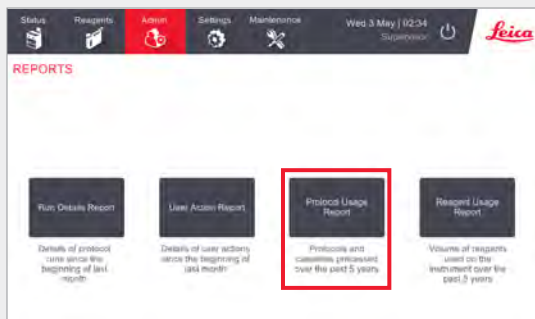 Status Reagents Admin Settings Maintenance Wed 3 May | 02:34
Supervisor
Leica
REPORTS
Run Details Report
User Action Report
Protocol Usage
Report
Reagent Usage
Report
Details of protocol
runs since the
beginning of last
month
Details of user actions
since the beginning of
last month
Protocols and
cassettes processed
over the past 5 years
Volume of reagents
used on the
instrument over the
past 5 years